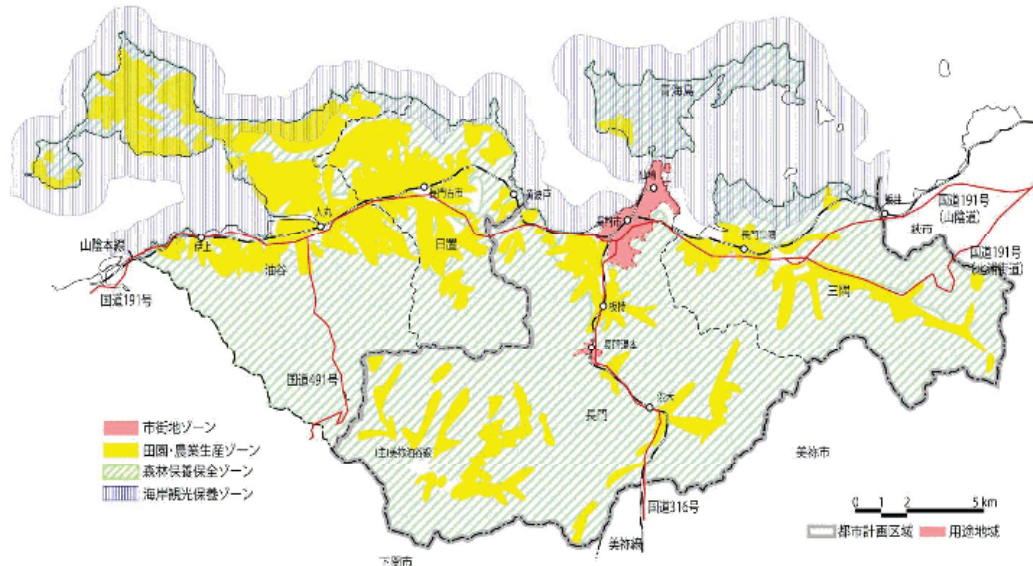 青海島
仙崎
長門市
黄波戸
長門古市
人丸
伊上
日置
油谷
山陰本線
国道191号
長門三隅
飯井
国道191号
(山陰道)
萩市
国道191号
三隅
板持
長門湯本
国道491号
長門
渋木
美祢市
国道316号
美祢線
下関市
市街地ゾーン
田園・農業生産ゾーン
森林保養保全ゾーン
海岸観光保養ゾーン
0 1 2 5 km
都市計画区域
用途地域